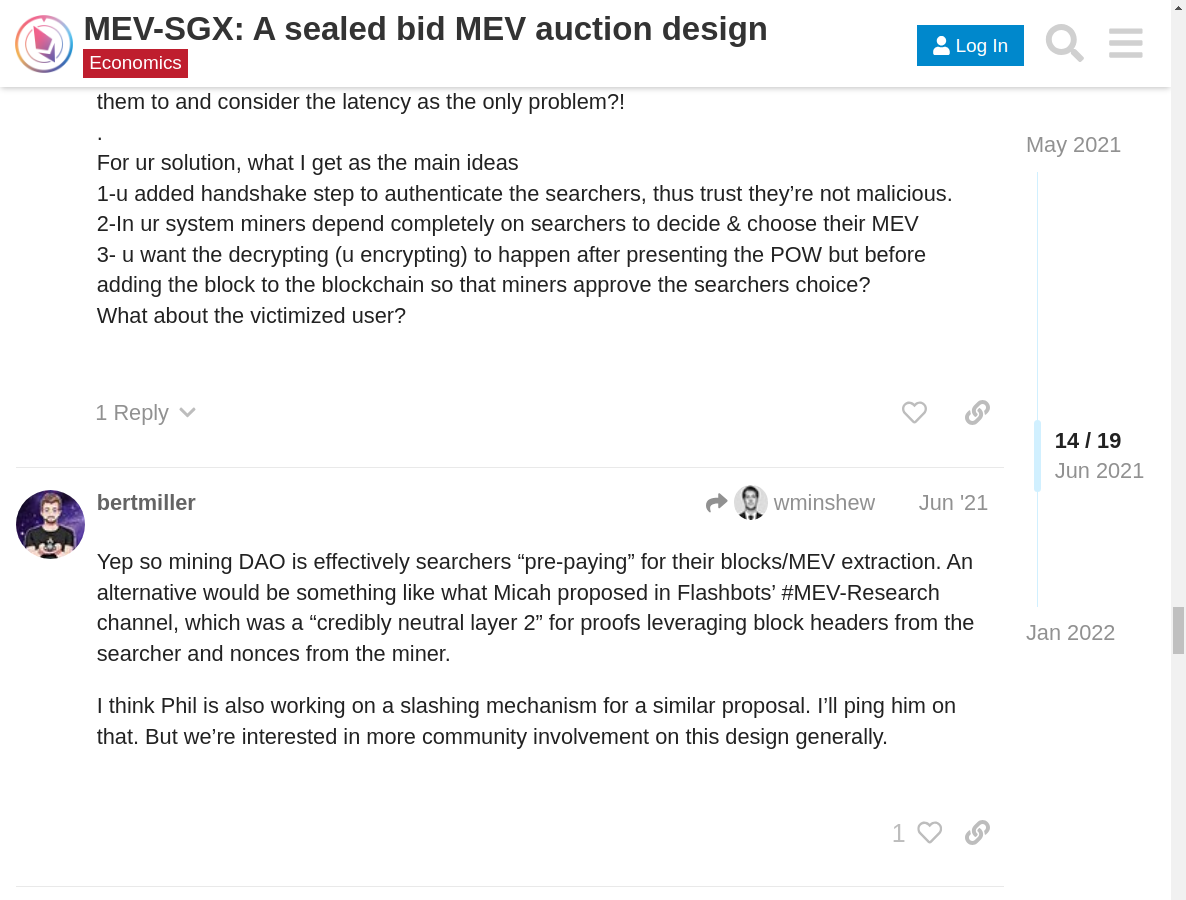 MEV-SGX: A sealed bid MEV auction design
Economics
Log In
them to and consider the latency as the only problem?!
.
For ur solution, what I get as the main ideas
1-u added handshake step to authenticate the searchers, thus trust they’re not malicious.
2-In ur system miners depend completely on searchers to decide & choose their MEV
3- u want the decrypting (u encrypting) to happen after presenting the POW but before
adding the block to the blockchain so that miners approve the searchers choice?
What about the victimized user?
1 Reply
May 2021
14 / 19
Jun 2021
Jan 2022
bertmiller
wminshew
Jun '21
Yep so mining DAO is effectively searchers “pre-paying” for their blocks/MEV extraction. An
alternative would be something like what Micah proposed in Flashbots’ #MEV-Research
channel, which was a “credibly neutral layer 2” for proofs leveraging block headers from the
searcher and nonces from the miner.
I think Phil is also working on a slashing mechanism for a similar proposal. I’ll ping him on
that. But we’re interested in more community involvement on this design generally.
1